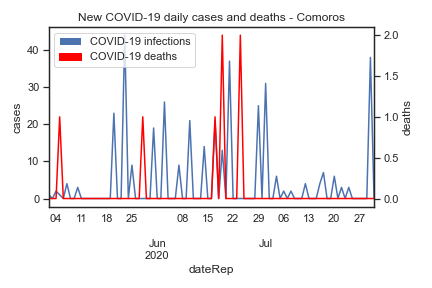 New COVID-19 daily cases and deaths - Comoros
COVID-19 infections
COVID-19 deaths
cases
40
30
20
10
0
deaths
2.0
1.5
1.0
0.5
0.0
04 11 18 25 08 15 22 29 06 13 20 27
Jun Jul
2020
dateRep